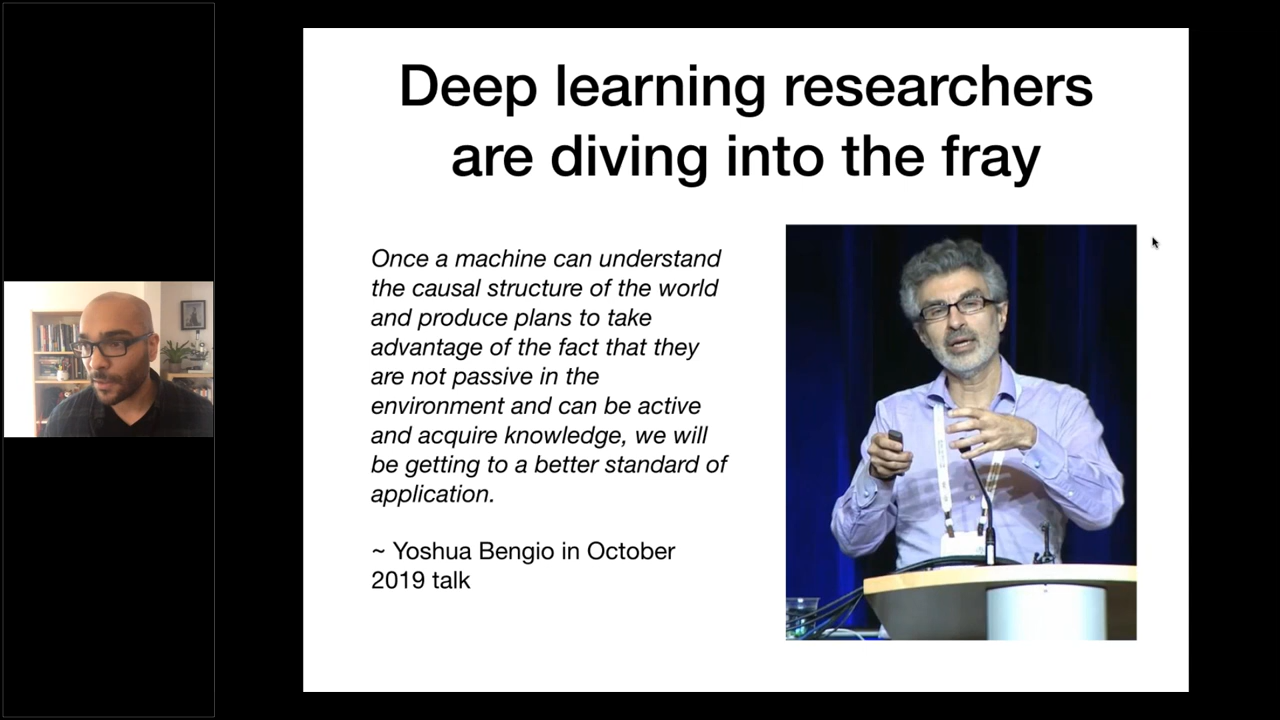 Deep learning researchers
are diving into the fray
Once a machine can understand
the causal structure of the world
and produce plans to take
advantage of the fact that they
are not passive in the
environment and can be active
and acquire knowledge, we will
be getting to a better standard of
application.
~ Yoshua Bengio in October
2019 talk